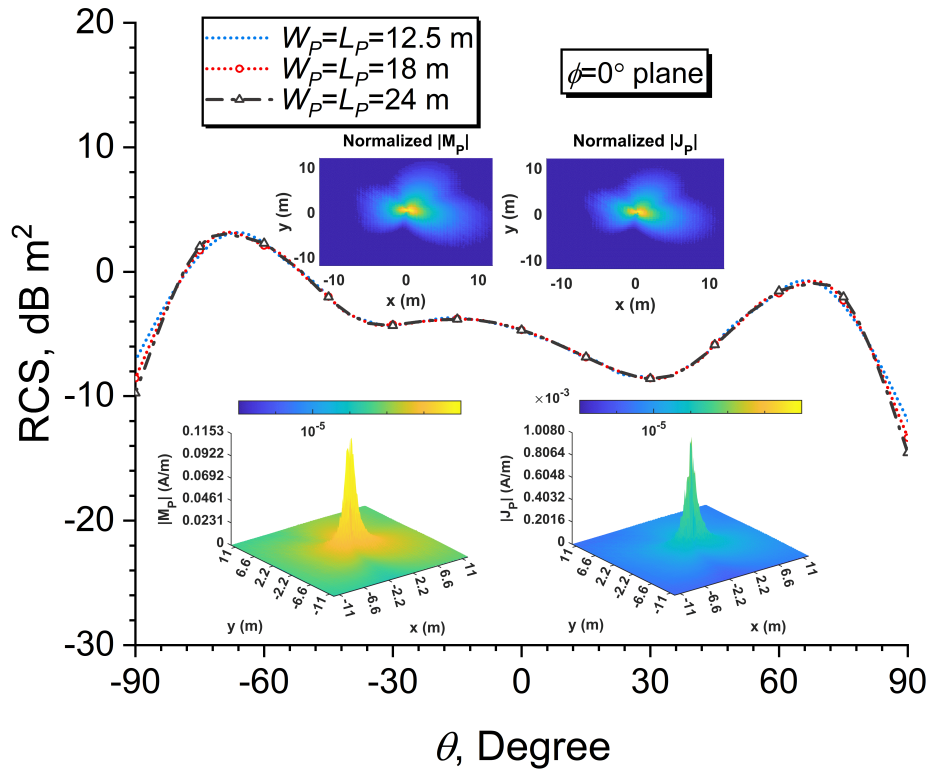 20
10
0
-10
-20
-30
RCS, dB m²
W_P=L_P=12.5 m
W_P=L_P=18 m
W_P=L_P=24 m
ϕ=0° plane
Normalized |M_P|
10
0
-10
y (m)
-10 0 10
x (m)
Normalized |J_P|
10
0
-10
y (m)
-10 0 10
x (m)
10⁻⁵
0.1153
0.0922
0.0692
0.0461
0.0231
0
|M_P| (A/m)
11
6.6
2.2
-2.2
-6.6
-11
y (m)
-11
-6.6
-2.2
2.2
6.6
11
x (m)
×10⁻³
10⁻⁵
1.0080
0.8064
0.6048
0.4032
0.2016
0
|J_P| (A/m)
11
6.6
2.2
-2.2
-6.6
-11
y (m)
-11
-6.6
-2.2
2.2
6.6
11
x (m)
-90 -60 -30 0 30 60 90
θ, Degree